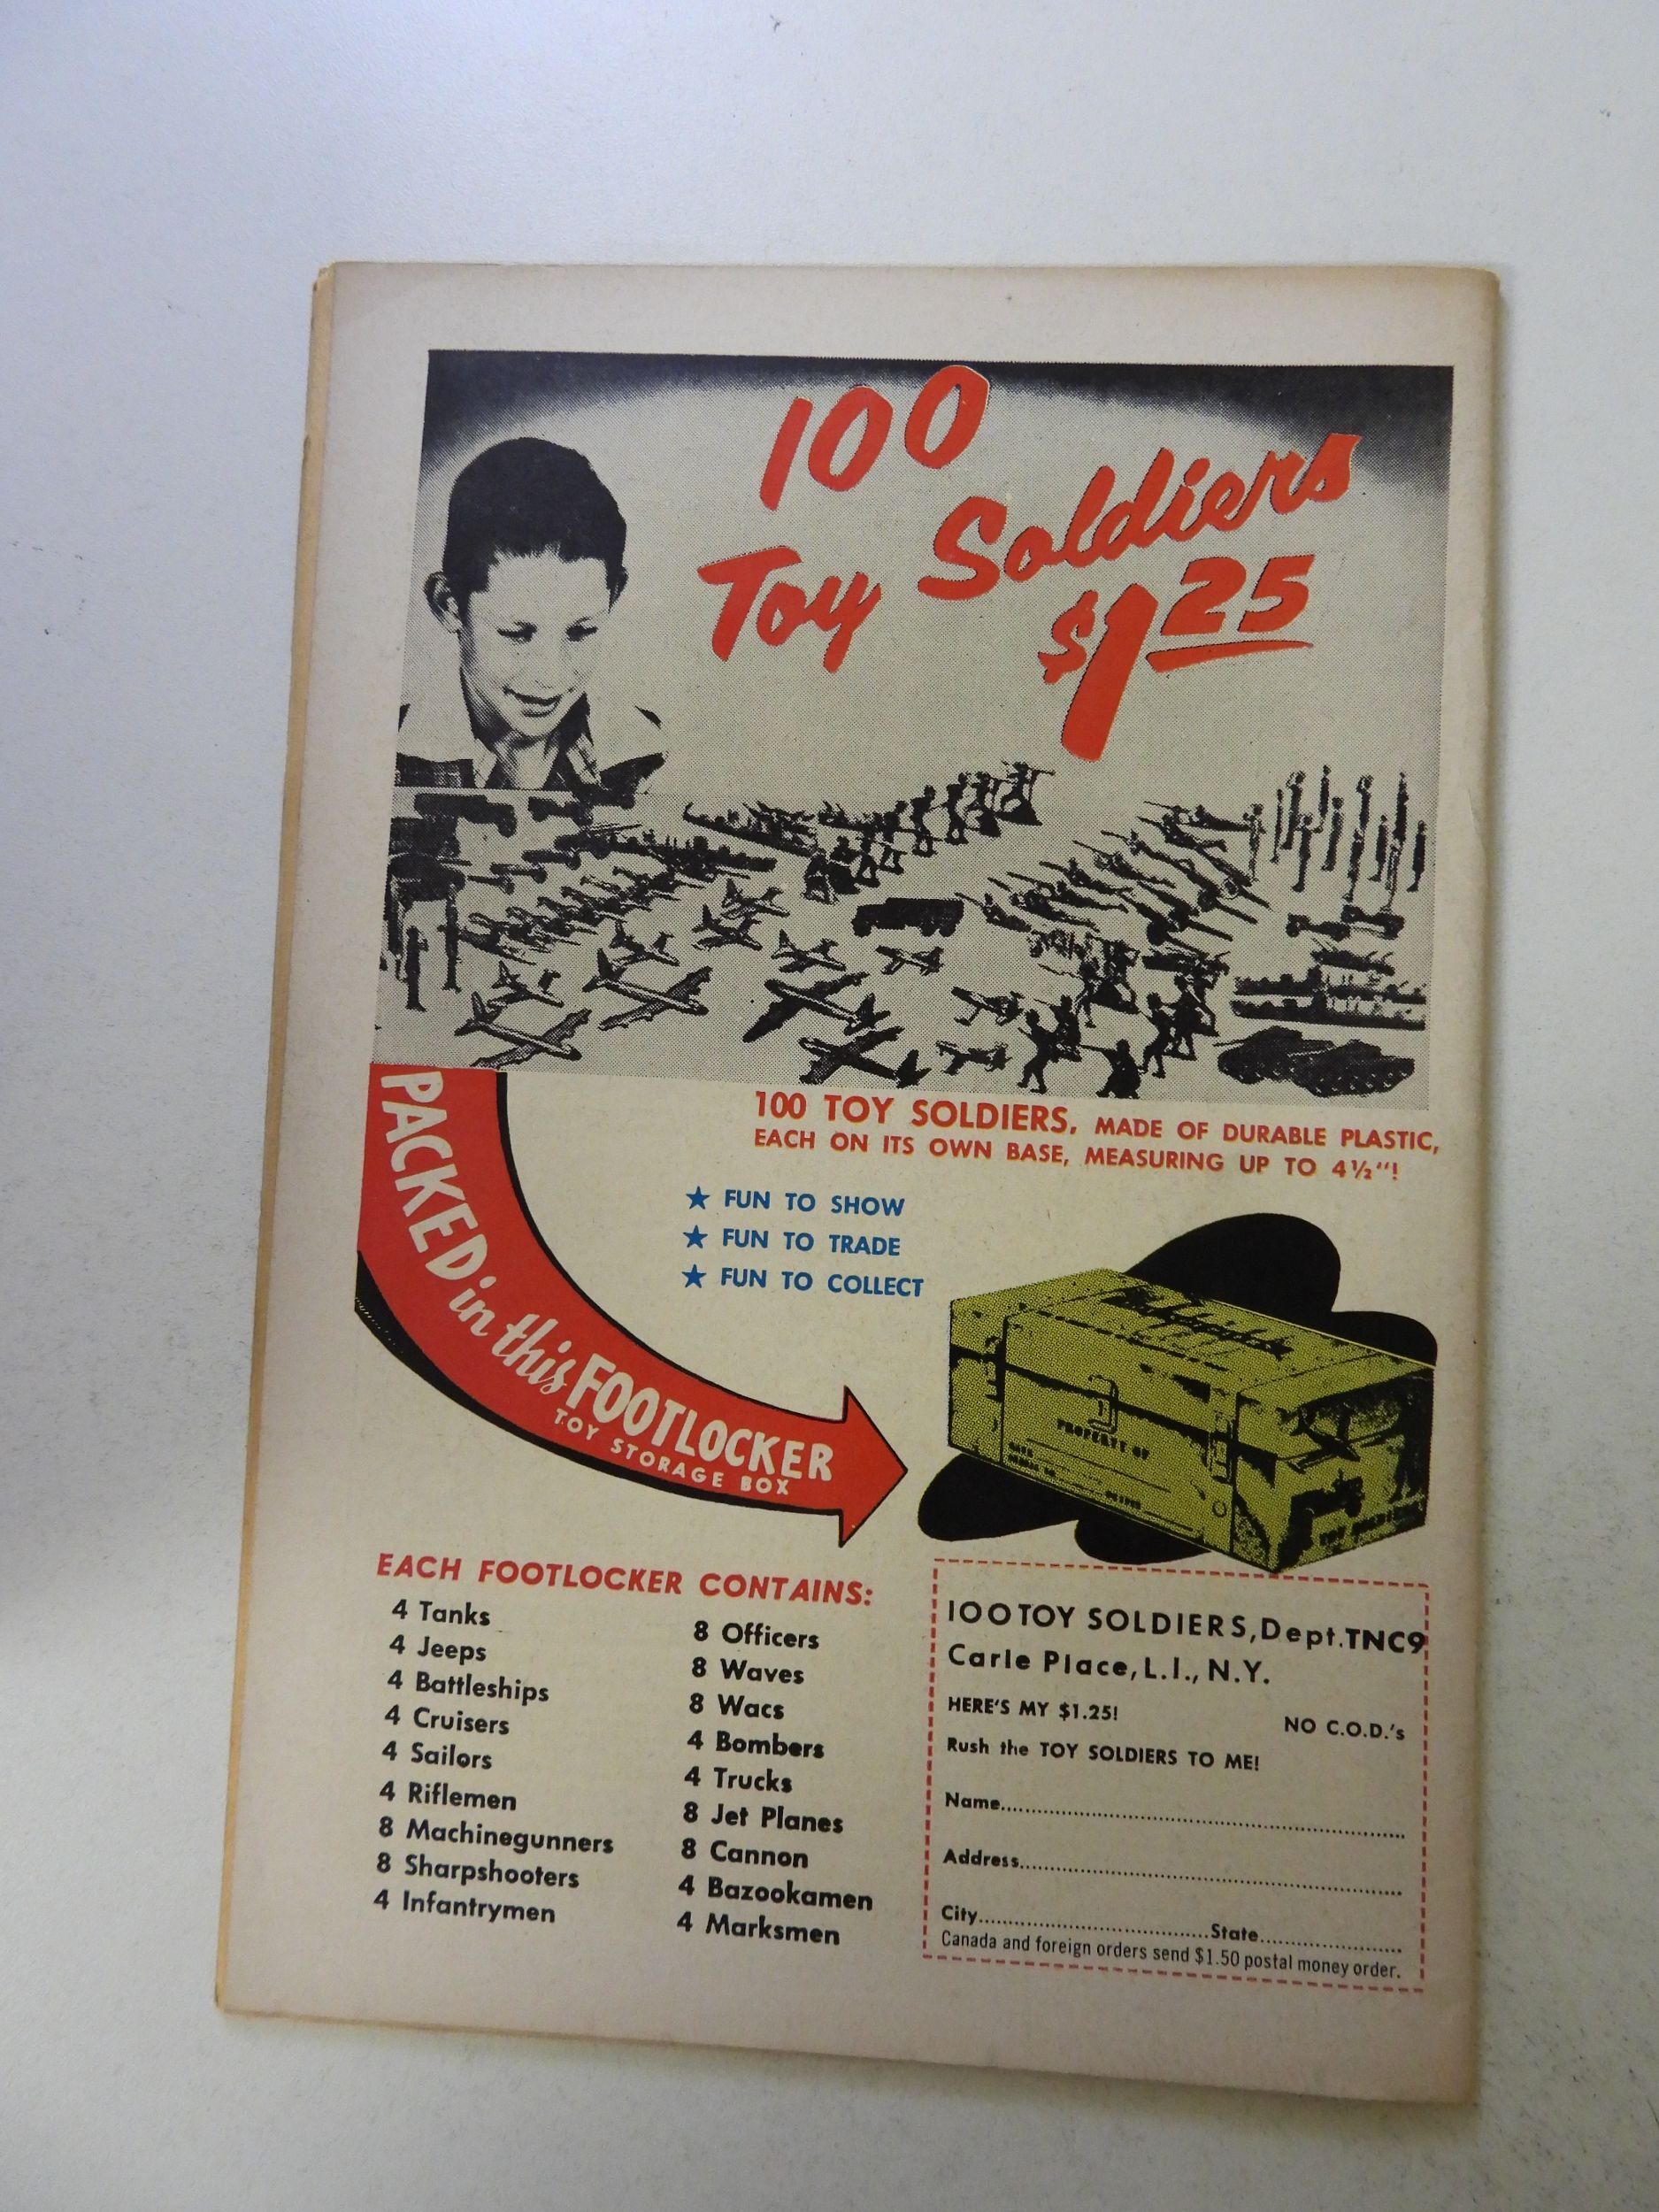 100
Toy Soldiers
$1 25
100 TOY SOLDIERS, MADE OF DURABLE PLASTIC,
EACH ON ITS OWN BASE, MEASURING UP TO 4½"!
★ FUN TO SHOW
★ FUN TO TRADE
★ FUN TO COLLECT
PACKED in this FOOTLOCKER
TOY STORAGE BOX
PROPERTY OF
EACH FOOTLOCKER CONTAINS:
4 Tanks
4 Jeeps
4 Battleships
4 Cruisers
4 Sailors
4 Riflemen
8 Machinegunners
8 Sharpshooters
4 Infantrymen
8 Officers
8 Waves
8 Wacs
4 Bombers
4 Trucks
8 Jet Planes
8 Cannon
4 Bazookamen
4 Marksmen
100 TOY SOLDIERS, Dept. TNC9
Carle Place, L.I., N.Y.
HERE'S MY $1.25!
NO C.O.D.'s
Rush the TOY SOLDIERS TO ME!
Name
Address
City State
Canada and foreign orders send $1.50 postal money order.